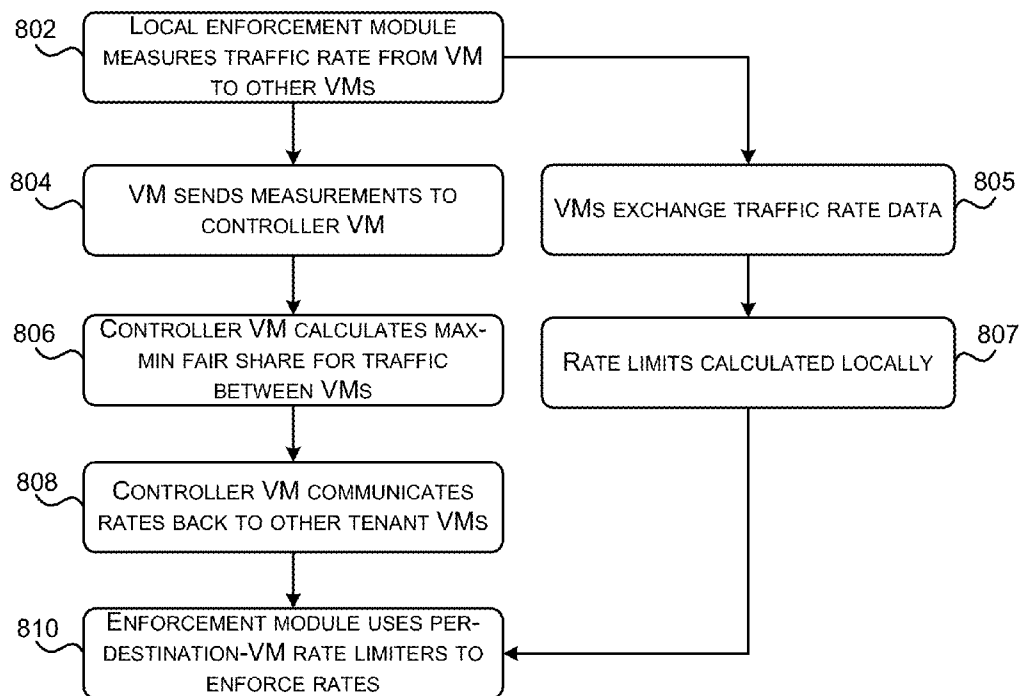 802
LOCAL ENFORCEMENT MODULE
MEASURES TRAFFIC RATE FROM VM
TO OTHER VMS
804
VM SENDS MEASUREMENTS TO
CONTROLLER VM
805
VMS EXCHANGE TRAFFIC RATE DATA
806
CONTROLLER VM CALCULATES MAX-
MIN FAIR SHARE FOR TRAFFIC
BETWEEN VMS
807
RATE LIMITS CALCULATED LOCALLY
808
CONTROLLER VM COMMUNICATES
RATES BACK TO OTHER TENANT VMS
810
ENFORCEMENT MODULE USES PER-
DESTINATION-VM RATE LIMITERS TO
ENFORCE RATES